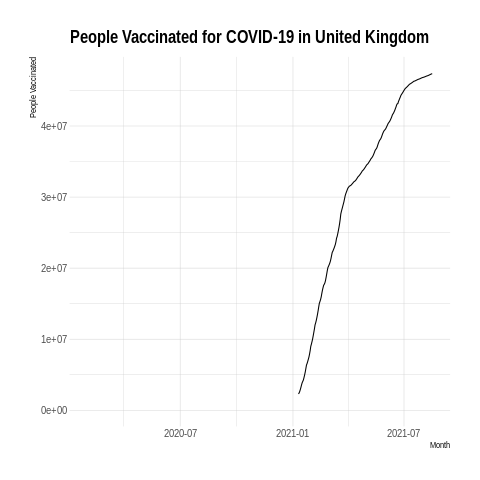 People Vaccinated for COVID-19 in United Kingdom
People Vaccinated
4e+07
3e+07
2e+07
1e+07
0e+00
2020-07 2021-01 2021-07
Month